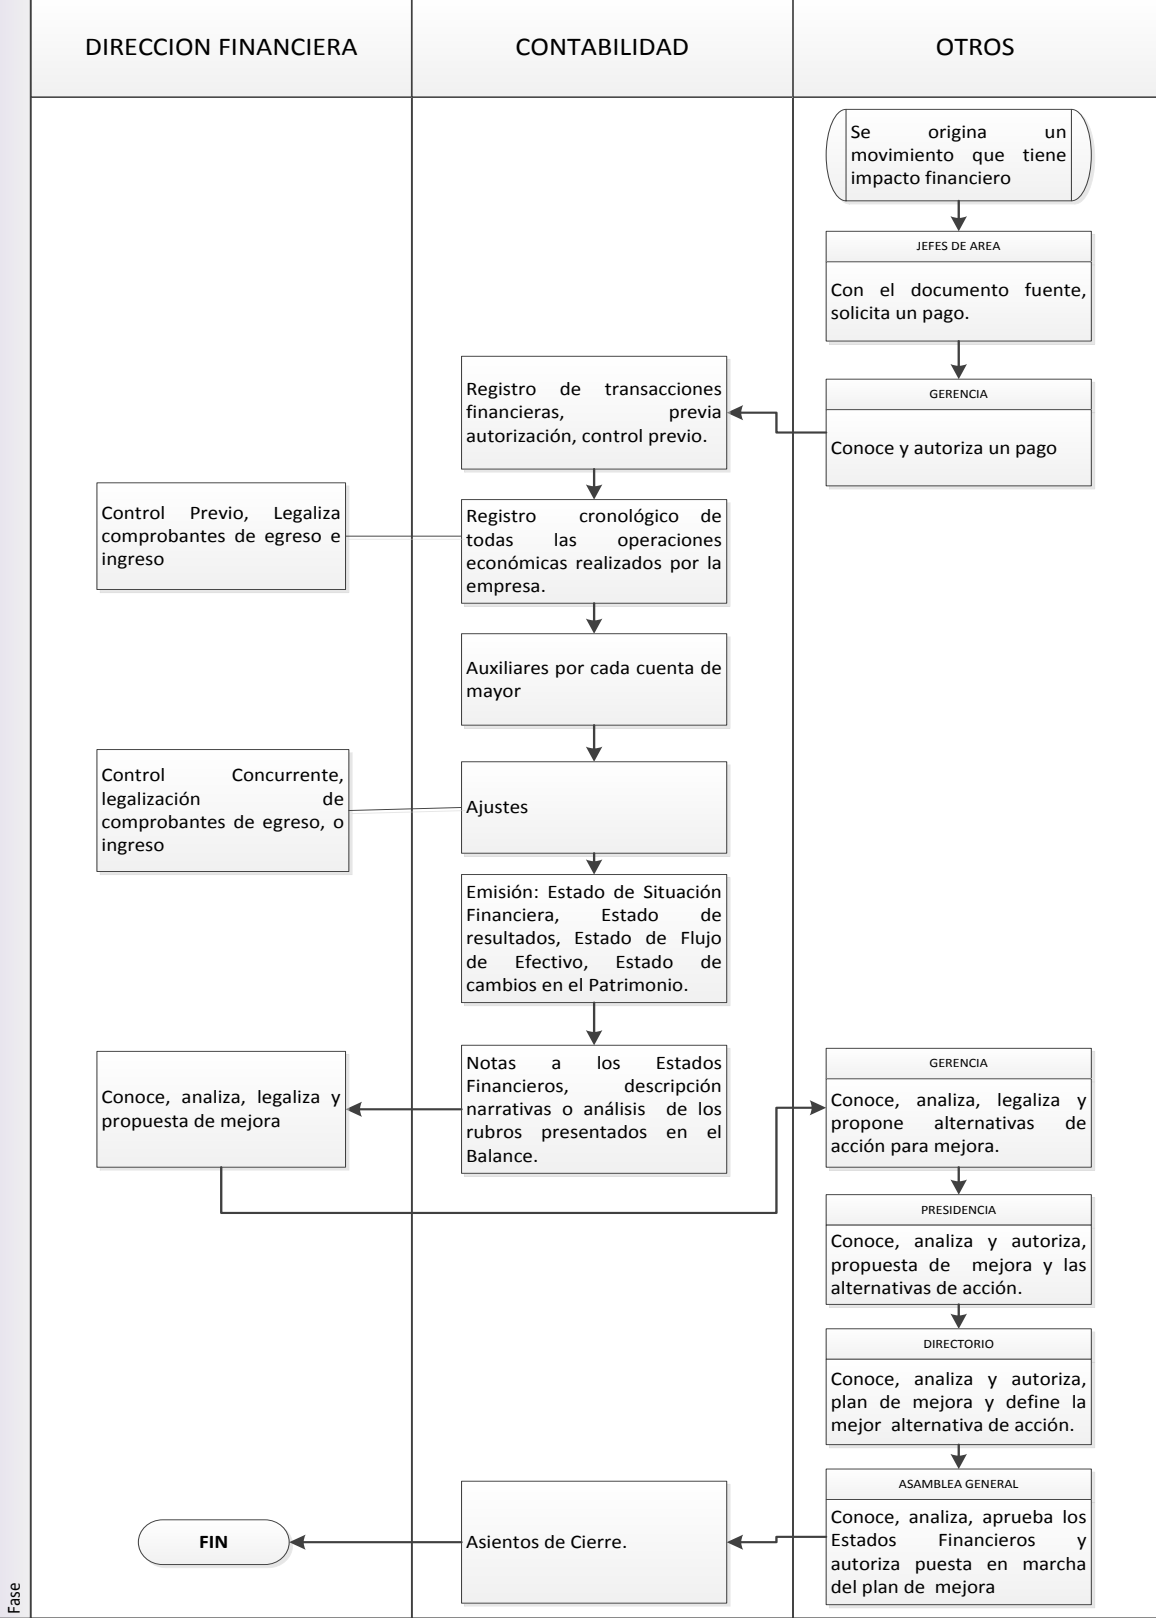 DIRECCION FINANCIERA
CONTABILIDAD
OTROS
Se origina un
movimiento que tiene
impacto financiero
JEFES DE AREA
Con el documento fuente,
solicita un pago.
GERENCIA
Conoce y autoriza un pago
Registro de transacciones
financieras, previa
autorización, control previo.
Control Previo, Legaliza
comprobantes de egreso e
ingreso
Registro cronológico de
todas las operaciones
económicas realizados por la
empresa.
Auxiliares por cada cuenta de
mayor
Control Concurrente,
legalización de
comprobantes de egreso, o
ingreso
Ajustes
Emisión: Estado de Situación
Financiera, Estado de
resultados, Estado de Flujo
de Efectivo, Estado de
cambios en el Patrimonio.
Notas a los Estados
Financieros, descripción
narrativas o análisis de los
rubros presentados en el
Balance.
Conoce, analiza, legaliza y
propuesta de mejora
GERENCIA
Conoce, analiza, legaliza y
propone alternativas de
acción para mejora.
PRESIDENCIA
Conoce, analiza y autoriza,
propuesta de mejora y las
alternativas de acción.
DIRECTORIO
Conoce, analiza y autoriza,
plan de mejora y define la
mejor alternativa de acción.
ASAMBLEA GENERAL
Conoce, analiza, aprueba los
Estados Financieros y
autoriza puesta en marcha
del plan de mejora
Asientos de Cierre.
FIN
Fase